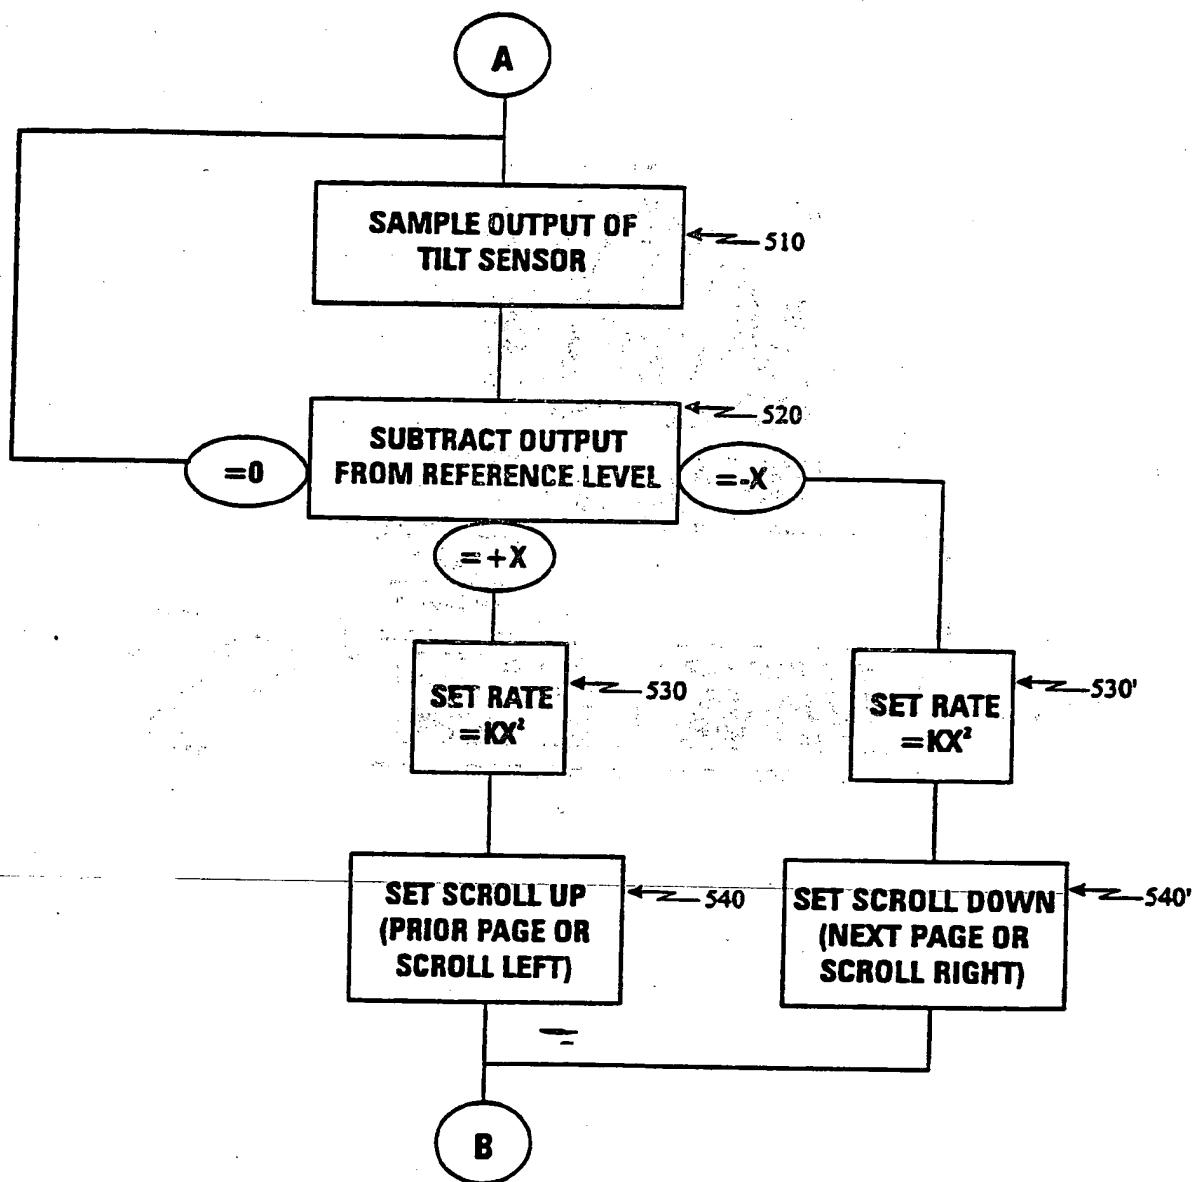 A
SAMPLE OUTPUT OF
TILT SENSOR
510
520
SUBTRACT OUTPUT
FROM REFERENCE LEVEL
=0
=-X
=+X
SET RATE
=KX²
530
SET RATE
=KX²
530'
SET SCROLL UP
(PRIOR PAGE OR
SCROLL LEFT)
540
SET SCROLL DOWN
(NEXT PAGE OR
SCROLL RIGHT)
540'
B